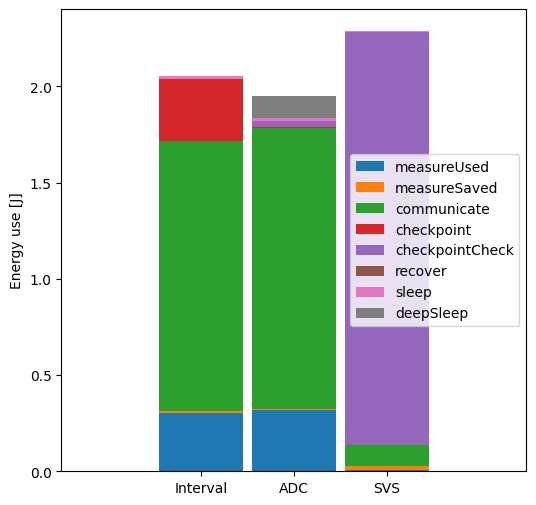 Energy use [J]
2.0
1.5
1.0
0.5
0.0
Interval
ADC
SVS
measureUsed
measureSaved
communicate
checkpoint
checkpointCheck
recover
sleep
deepSleep